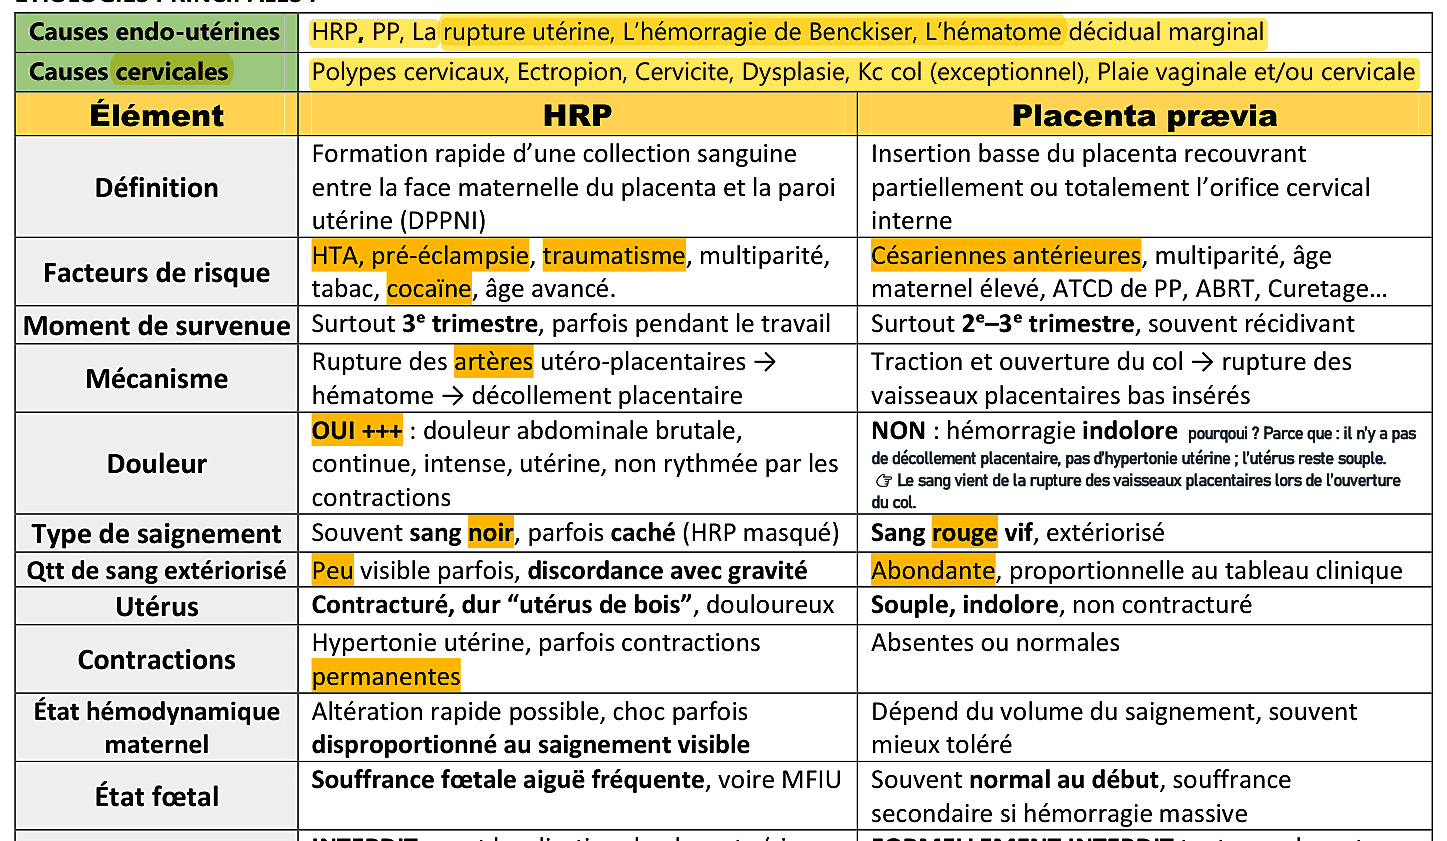 ETIOLOGIES PRINCIPALES :
Causes endo-utérines
HRP, PP, La rupture utérine, L’hémorragie de Benckiser, L’hématome décidual marginal
Causes cervicales
Polypes cervicaux, Ectropion, Cervicite, Dysplasie, Kc col (exceptionnel), Plaie vaginale et/ou cervicale
Élément
HRP
Placenta prævia
Définition
Formation rapide d’une collection sanguine
entre la face maternelle du placenta et la paroi
utérine (DPPNI)
Insertion basse du placenta recouvrant
partiellement ou totalement l’orifice cervical
interne
Facteurs de risque
HTA, pré-éclampsie, traumatisme, multiparité,
tabac, cocaïne, âge avancé.
Césariennes antérieures, multiparité, âge
maternel élevé, ATCD de PP, ABRT, Curetage...
Moment de survenue
Surtout 3ᵉ trimestre, parfois pendant le travail
Surtout 2ᵉ–3ᵉ trimestre, souvent récidivant
Mécanisme
Rupture des artères utéro-placentaires →
hématome → décollement placentaire
Traction et ouverture du col → rupture des
vaisseaux placentaires bas insérés
Douleur
OUI +++ : douleur abdominale brutale,
continue, intense, utérine, non rythmée par les
contractions
NON : hémorragie indolore pourqoui ? Parce que : il n'y a pas
de décollement placentaire, pas d'hypertonie utérine ; l'utérus reste souple.
👉 Le sang vient de la rupture des vaisseaux placentaires lors de l'ouverture
du col.
Type de saignement
Souvent sang noir, parfois caché (HRP masqué)
Sang rouge vif, extériorisé
Qtt de sang extériorisé
Peu visible parfois, discordance avec gravité
Abondante, proportionnelle au tableau clinique
Utérus
Contracturé, dur “utérus de bois”, douloureux
Souple, indolore, non contracturé
Contractions
Hypertonie utérine, parfois contractions
permanentes
Absentes ou normales
État hémodynamique
maternel
Altération rapide possible, choc parfois
disproportionné au saignement visible
Dépend du volume du saignement, souvent
mieux toléré
État fœtal
Souffrance fœtale aiguë fréquente, voire MFIU
Souvent normal au début, souffrance
secondaire si hémorragie massive